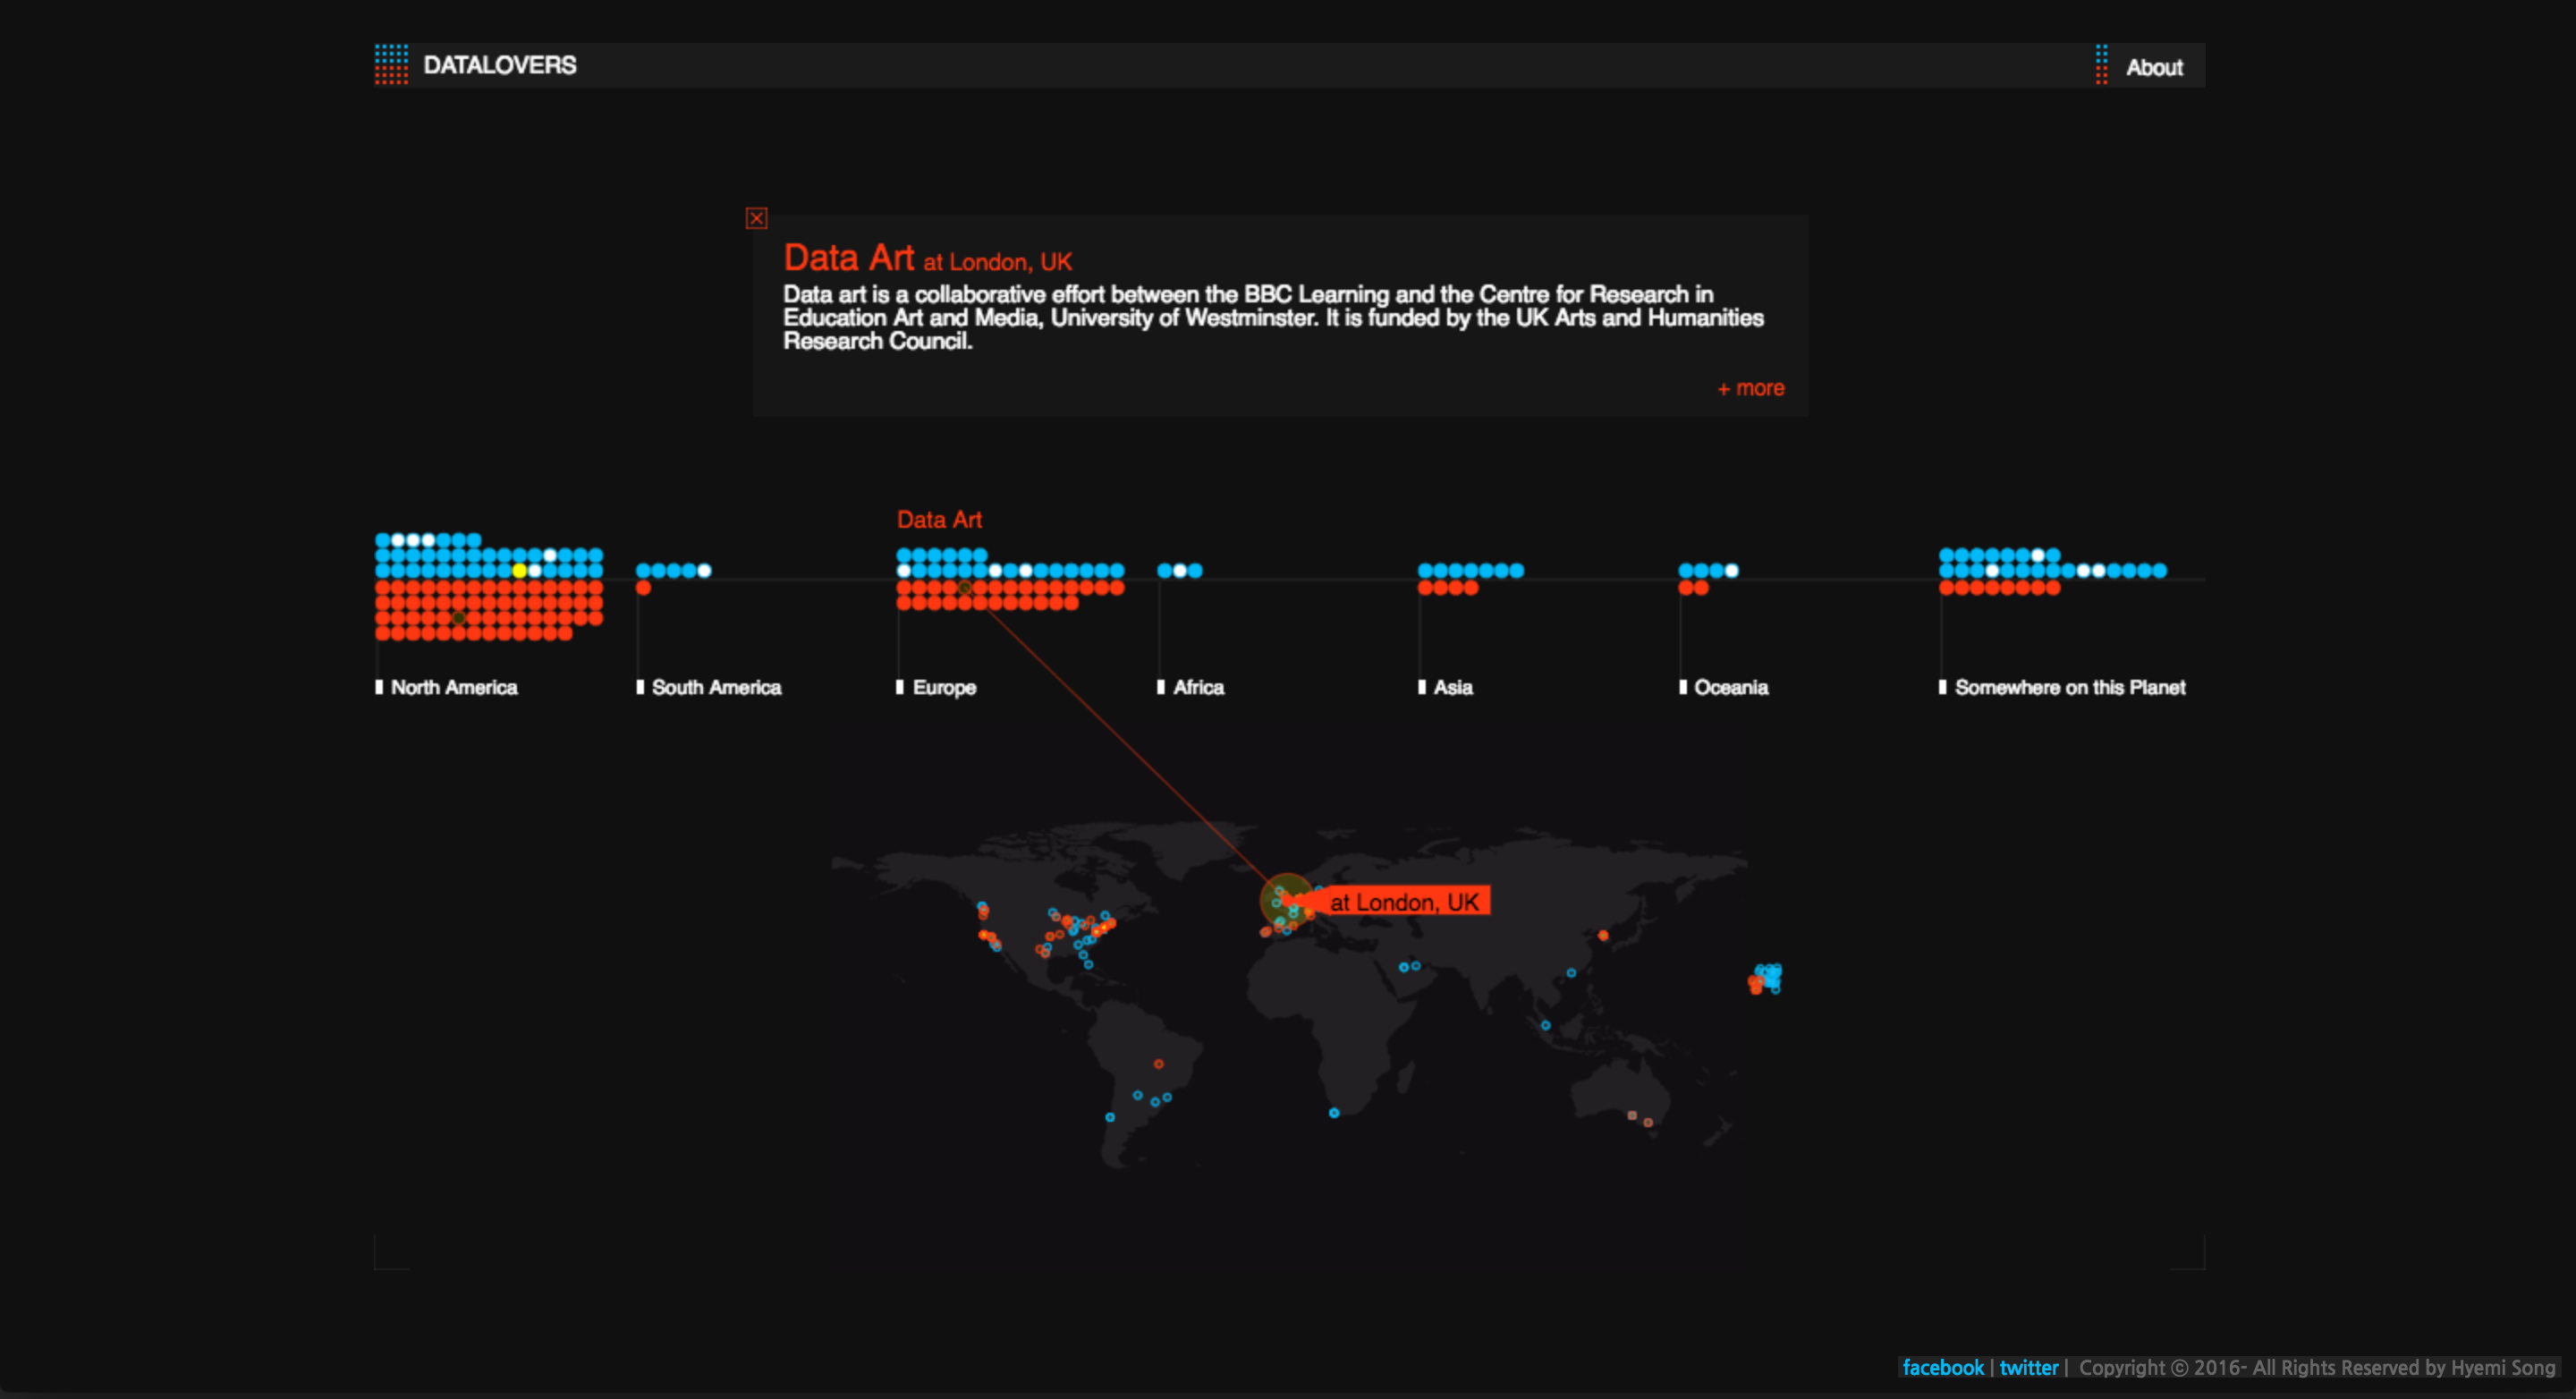 DATALOVERS
About
Data Art at London, UK
Data art is a collaborative effort between the BBC Learning and the Centre for Research in
Education Art and Media, University of Westminster. It is funded by the UK Arts and Humanities
Research Council.
+ more
Data Art
North America
South America
Europe
Africa
Asia
Oceania
Somewhere on this Planet
at London, UK
facebook | twitter | Copyright © 2016- All Rights Reserved by Hyemi Song